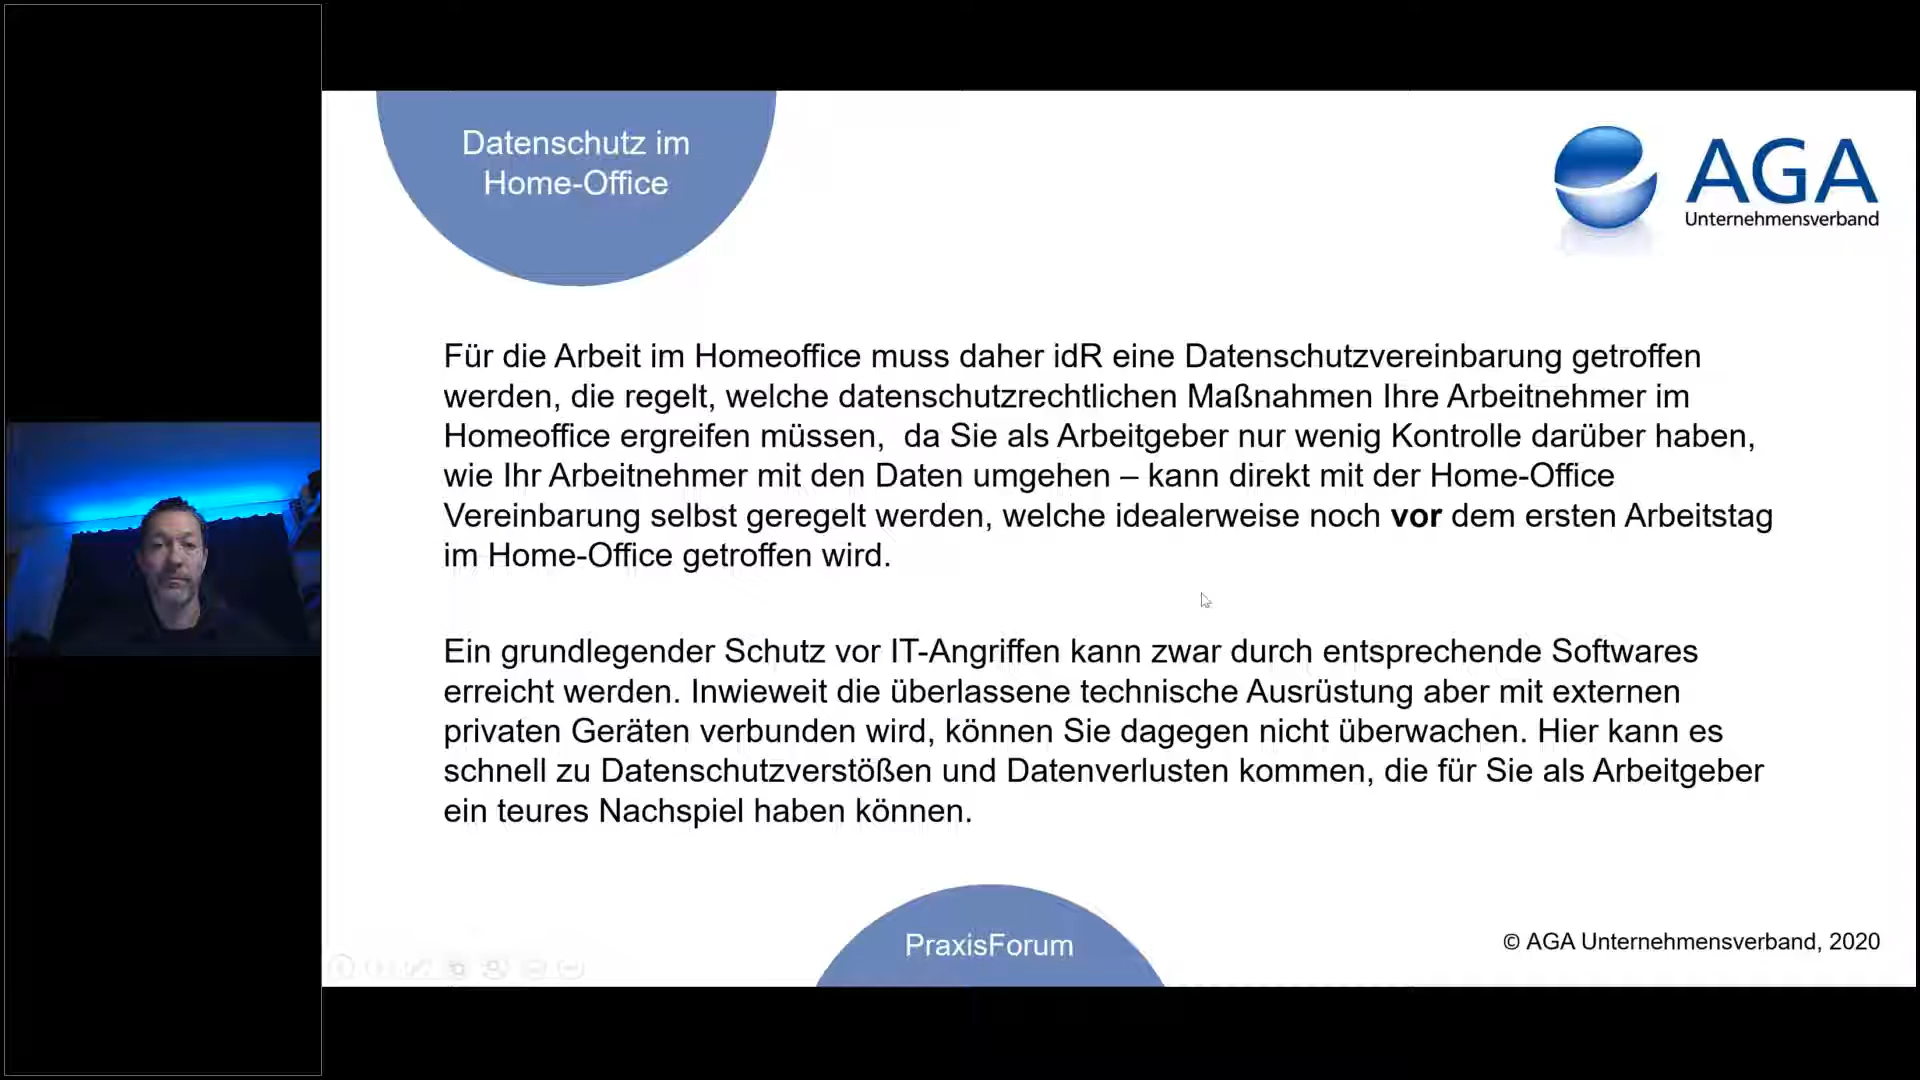 Datenschutz im
Home-Office
AGA
Unternehmensverband
Für die Arbeit im Homeoffice muss daher idR eine Datenschutzvereinbarung getroffen
werden, die regelt, welche datenschutzrechtlichen Maßnahmen Ihre Arbeitnehmer im
Homeoffice ergreifen müssen,  da Sie als Arbeitgeber nur wenig Kontrolle darüber haben,
wie Ihr Arbeitnehmer mit den Daten umgehen – kann direkt mit der Home-Office
Vereinbarung selbst geregelt werden, welche idealerweise noch vor dem ersten Arbeitstag
im Home-Office getroffen wird.
Ein grundlegender Schutz vor IT-Angriffen kann zwar durch entsprechende Softwares
erreicht werden. Inwieweit die überlassene technische Ausrüstung aber mit externen
privaten Geräten verbunden wird, können Sie dagegen nicht überwachen. Hier kann es
schnell zu Datenschutzverstößen und Datenverlusten kommen, die für Sie als Arbeitgeber
ein teures Nachspiel haben können.
PraxisForum
© AGA Unternehmensverband, 2020